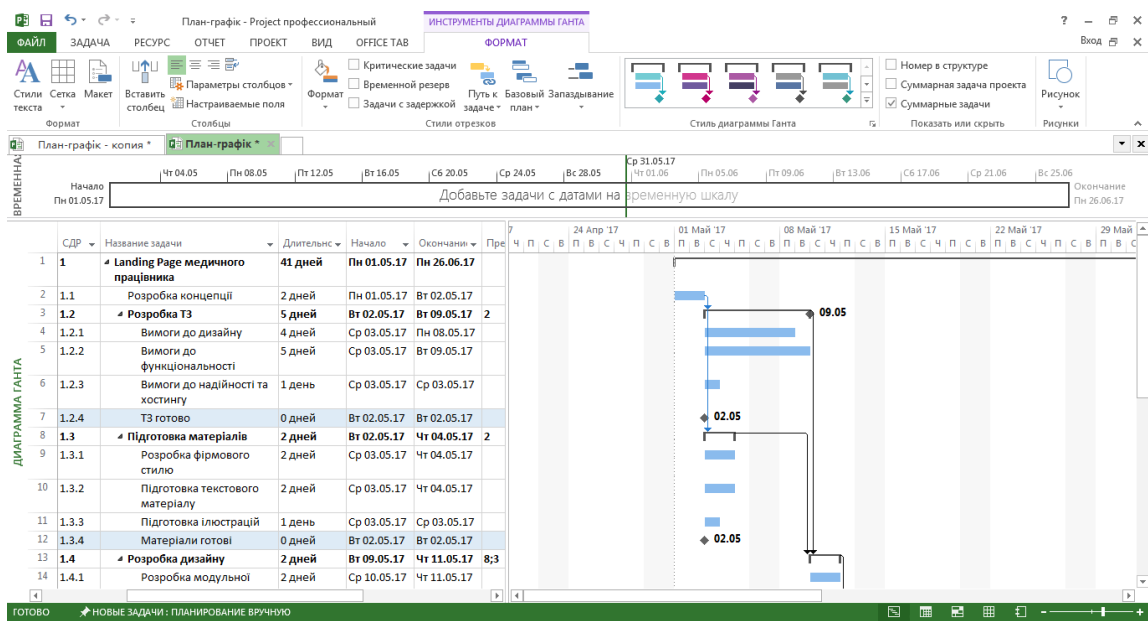 План-графік - Project профессиональный
ИНСТРУМЕНТЫ ДИАГРАММЫ ГАНТА
?
ФАЙЛ ЗАДАЧА РЕСУРС ОТЧЕТ ПРОЕКТ ВИД OFFICE TAB ФОРМАТ
Вход
Стили текста
Сетка
Макет
Формат
Вставить столбец
Параметры столбцов
Настраиваемые поля
Столбцы
Формат
Критические задачи
Временной резерв
Задачи с задержкой
Путь к задаче
Базовый план
Запаздывание
Стили отрезков
Стиль диаграммы Ганта
Номер в структуре
Суммарная задача проекта
Суммарные задачи
Показать или скрыть
Рисунок
Рисунки
План-графік - копия *
План-графік *
Ср 31.05.17
Чт 04.05 Пн 08.05 Пт 12.05 Вт 16.05 Сб 20.05 Ср 24.05 Вс 28.05 Чт 01.06 Пн 05.06 Пт 09.06 Вт 13.06 Сб 17.06 Ср 21.06 Вс 25.06
Начало
Пн 01.05.17
Добавьте задачи с датами на временную шкалу
Окончание
Пн 26.06.17
ДИАГРАММА ГАНТА
24 Апр '17 01 Май '17 08 Май '17 15 Май '17 22 Май '17 29 Май
СДР Название задачи Длительнс Начало Пре
Ч П С В П В С Ч П С В П В С Ч П С В П В С Ч П С В П В С Ч П С В П В С Ч П С В П В С
1 1 Landing Page медичного працівника 41 дней Пн 01.05.17 Пн 26.06.17
2 1.1 Розробка концепції 2 дней Пн 01.05.17 Вт 02.05.17
3 1.2 Розробка ТЗ 5 дней Вт 02.05.17 Вт 09.05.17 2
09.05
4 1.2.1 Вимоги до дизайну 4 дней Ср 03.05.17 Пн 08.05.17
5 1.2.2 Вимоги до функціональності 5 дней Ср 03.05.17 Вт 09.05.17
6 1.2.3 Вимоги до надійності та хостингу 1 день Ср 03.05.17 Ср 03.05.17
7 1.2.4 ТЗ готово 0 дней Вт 02.05.17 Вт 02.05.17
02.05
8 1.3 Підготовка матеріалів 2 дней Вт 02.05.17 Чт 04.05.17 2
9 1.3.1 Розробка фірмового стилю 2 дней Ср 03.05.17 Чт 04.05.17
10 1.3.2 Підготовка текстового матеріалу 2 дней Ср 03.05.17 Чт 04.05.17
11 1.3.3 Підготовка ілюстрацій 1 день Ср 03.05.17 Ср 03.05.17
12 1.3.4 Матеріали готові 0 дней Вт 02.05.17 Вт 02.05.17
02.05
13 1.4 Розробка дизайну 2 дней Вт 09.05.17 Чт 11.05.17 8;3
14 1.4.1 Розробка модульної 2 дней Ср 10.05.17 Чт 11.05.17
ГОТОВО НОВЫЕ ЗАДАЧИ : ПЛАНИРОВАНИЕ ВРУЧНУЮ